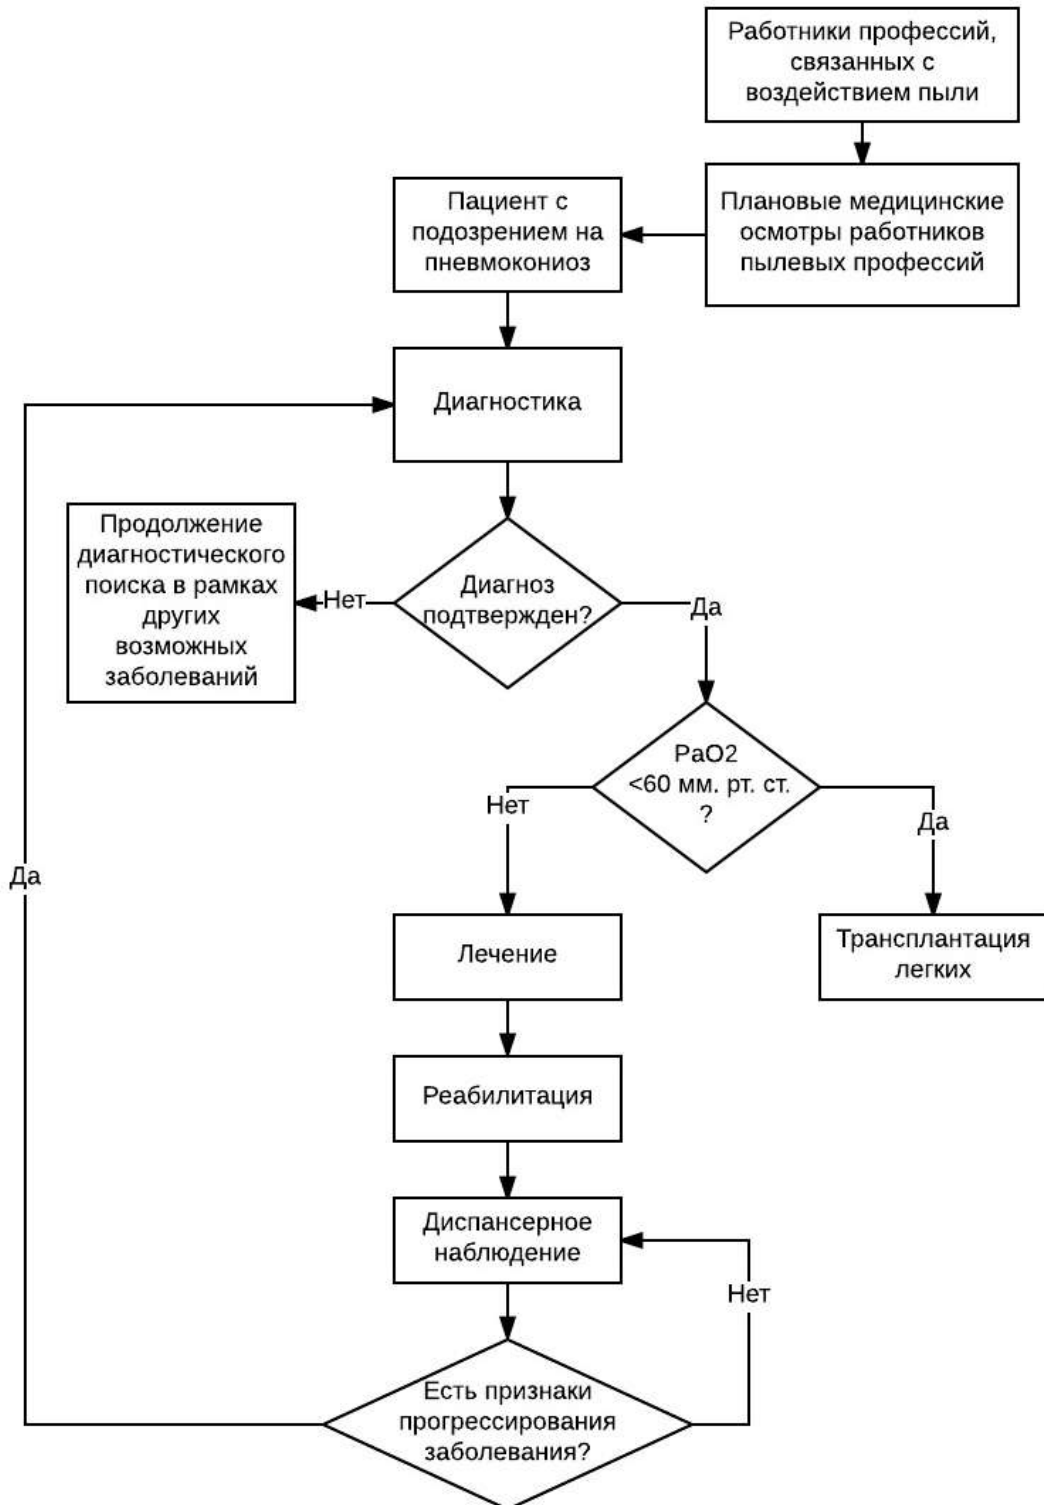 Работники профессий,
связанных с
воздействием пыли
Плановые медицинские
осмотры работников
пылевых профессий
Пациент с
подозрением на
пневмокониоз
Диагностика
Диагноз
подтвержден?
Нет
Продолжение
диагностического
поиска в рамках
других
возможных
заболеваний
Да
PaO2
<60 мм. рт. ст.
?
Нет
Да
Трансплантация
легких
Лечение
Реабилитация
Диспансерное
наблюдение
Есть признаки
прогрессирования
заболевания?
Нет
Да